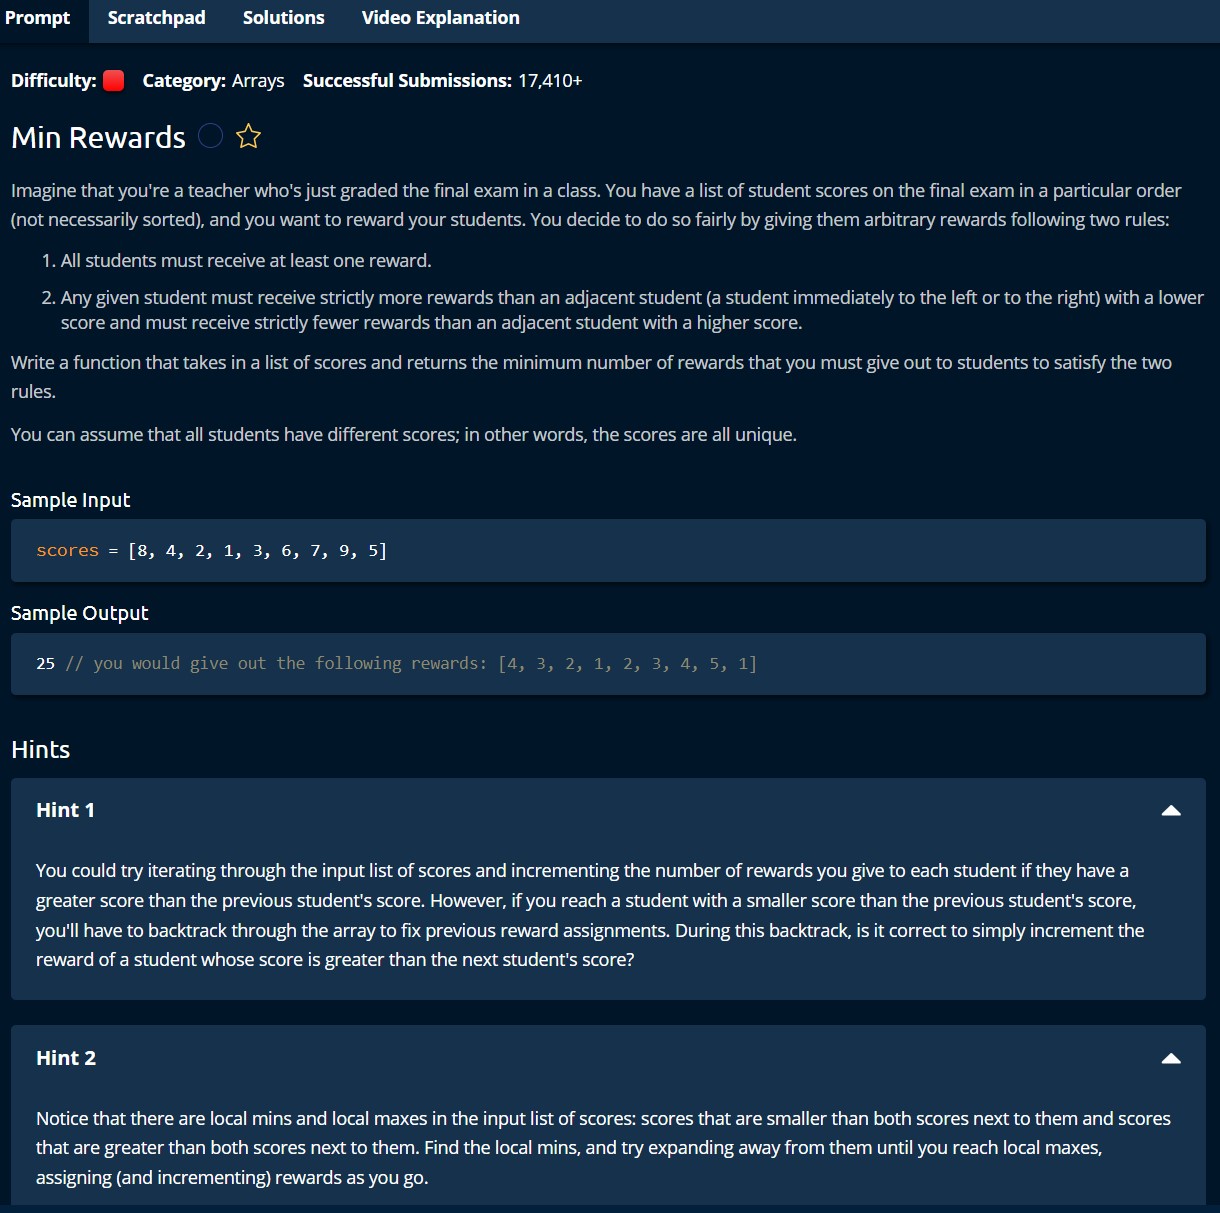 Prompt Scratchpad Solutions Video Explanation
Difficulty: Category: Arrays Successful Submissions: 17,410+
Min Rewards
Imagine that you're a teacher who's just graded the final exam in a class. You have a list of student scores on the final exam in a particular order
(not necessarily sorted), and you want to reward your students. You decide to do so fairly by giving them arbitrary rewards following two rules:
1. All students must receive at least one reward.
2. Any given student must receive strictly more rewards than an adjacent student (a student immediately to the left or to the right) with a lower
score and must receive strictly fewer rewards than an adjacent student with a higher score.
Write a function that takes in a list of scores and returns the minimum number of rewards that you must give out to students to satisfy the two
rules.
You can assume that all students have different scores; in other words, the scores are all unique.
Sample Input
scores = [8, 4, 2, 1, 3, 6, 7, 9, 5]
Sample Output
25 // you would give out the following rewards: [4, 3, 2, 1, 2, 3, 4, 5, 1]
Hints
Hint 1
You could try iterating through the input list of scores and incrementing the number of rewards you give to each student if they have a
greater score than the previous student's score. However, if you reach a student with a smaller score than the previous student's score,
you'll have to backtrack through the array to fix previous reward assignments. During this backtrack, is it correct to simply increment the
reward of a student whose score is greater than the next student's score?
Hint 2
Notice that there are local mins and local maxes in the input list of scores: scores that are smaller than both scores next to them and scores
that are greater than both scores next to them. Find the local mins, and try expanding away from them until you reach local maxes,
assigning (and incrementing) rewards as you go.